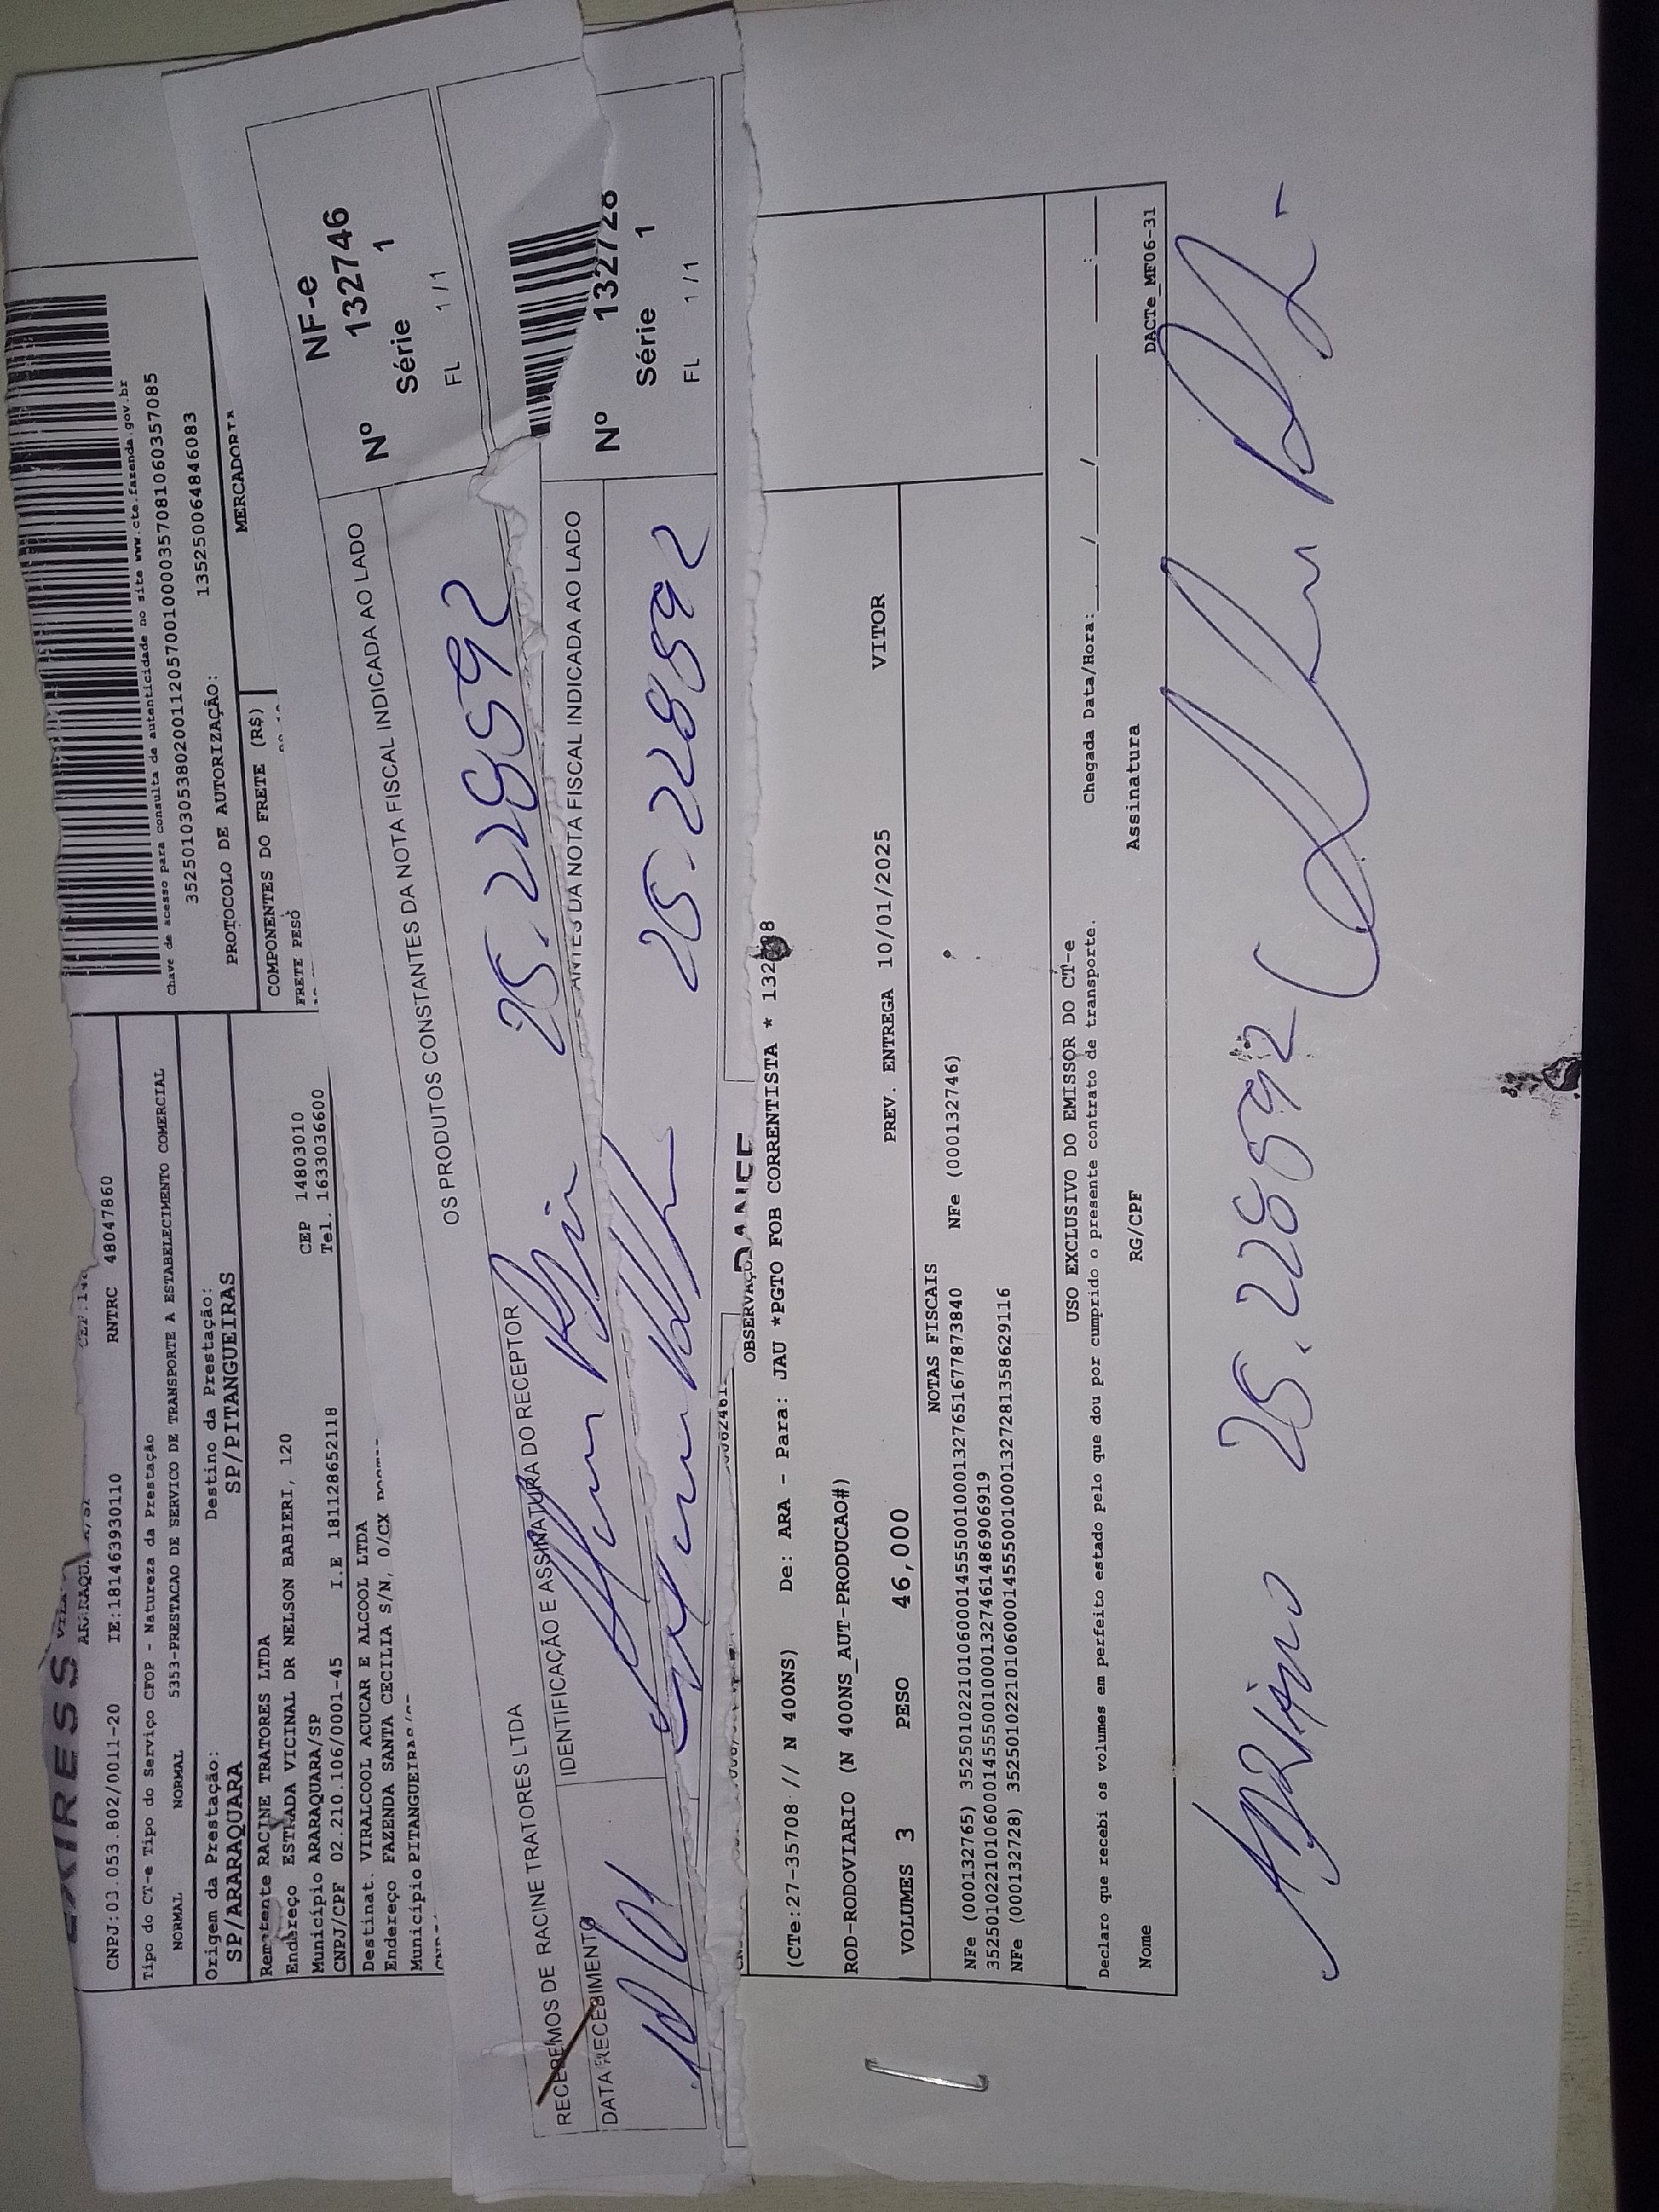 EXPRESS
CNPJ:03.053.802/0011-20 IE:181463930110 RNTRC 48047860
Tipo do CT-e Tipo do Serviço CFOP - Natureza da Prestação
NORMAL NORMAL 5353-PRESTACAO DE SERVICO DE TRANSPORTE A ESTABELECIMENTO COMERCIAL
Origem da Prestação: Destino da Prestação:
SP/ARARAQUARA SP/PITANGUEIRAS
Remetente RACINE TRATORES LTDA
Endereço ESTRADA VICINAL DR NELSON BABIERI, 120
Município ARARAQUARA/SP CEP 14803010
CNPJ/CPF 02.210.106/0001-45 I.E 181128652118 Tel. 1633036600
Destinat. VIRALCOOL ACUCAR E ALCOOL LTDA
Endereço FAZENDA SANTA CECILIA S/N, 0/CX
Município PITANGUEIRAS
Chave de acesso para consulta de autenticidade no site www.cte.fazenda.gov.br
35250103053802001120570010000357081060357085
PROTOCOLO DE AUTORIZAÇÃO: 135250064846083
COMPONENTES DO FRETE (R$) MERCADORIA
FRETE PESO
RECEBEMOS DE RACINE TRATORES LTDA OS PRODUTOS CONSTANTES DA NOTA FISCAL INDICADA AO LADO
NF-e
Nº 132746
Série 1
FL 1/1
IDENTIFICAÇÃO E ASSINATURA DO RECEPTOR
25.228592
DATA RECEBIMENTO
DA NOTA FISCAL INDICADA AO LADO
10/01
25.228592
Nº 132728
Série 1
FL 1/1
DANFE
(CTe:27-35708 // N 400NS) De: ARA - Para: JAU *PGTO FOB CORRENTISTA *
ROD-RODOVIARIO (N 400NS_AUT-PRODUCAO#)
VOLUMES 3 PESO 46,000 PREV. ENTREGA 10/01/2025 VITOR
NOTAS FISCAIS
NFe (000132765) 35250102210106000145550010001327651677873840 NFe (000132746)
35250102210106000145550010001327461486906919
NFe (000132728) 35250102210106000145550010001327281358629116
USO EXCLUSIVO DO EMISSOR DO CT-e
Declaro que recebi os volumes em perfeito estado pelo que dou por cumprido o presente contrato de transporte. Chegada Data/Hora: / / :
Nome RG/CPF Assinatura DACTe_MF06-31
Adriano 25.228592